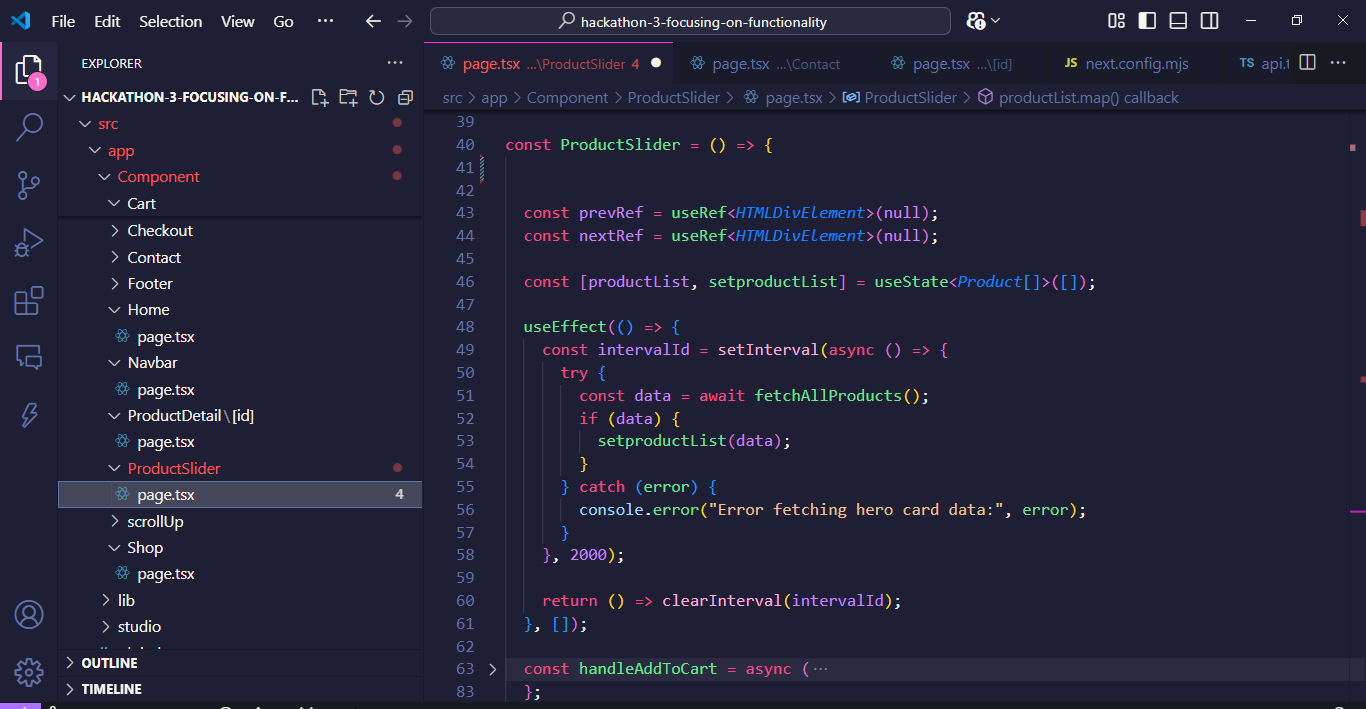 File Edit Selection View Go ··· hackathon-3-focusing-on-functionality
EXPLORER ···
HACKATHON-3-FOCUSING-ON-F...
src
app
Component
Cart
Checkout
Contact
Footer
Home
page.tsx
Navbar
page.tsx
ProductDetail\[id]
page.tsx
ProductSlider
page.tsx 4
scrollUp
Shop
page.tsx
lib
studio
OUTLINE
TIMELINE
1
page.tsx ...\ProductSlider 4 page.tsx ...\Contact page.tsx ...\[id] JS next.config.mjs TS api.t ···
src > app > Component > ProductSlider > page.tsx > ProductSlider > productList.map() callback
39
40 const ProductSlider = () => {
41
42
43 const prevRef = useRef<HTMLDivElement>(null);
44 const nextRef = useRef<HTMLDivElement>(null);
45
46 const [productList, setproductList] = useState<Product[]>([]);
47
48 useEffect(() => {
49 const intervalId = setInterval(async () => {
50 try {
51 const data = await fetchAllProducts();
52 if (data) {
53 setproductList(data);
54 }
55 } catch (error) {
56 console.error("Error fetching hero card data:", error);
57 }
58 }, 2000);
59
60 return () => clearInterval(intervalId);
61 }, []);
62
63 const handleAddToCart = async (···
83 };